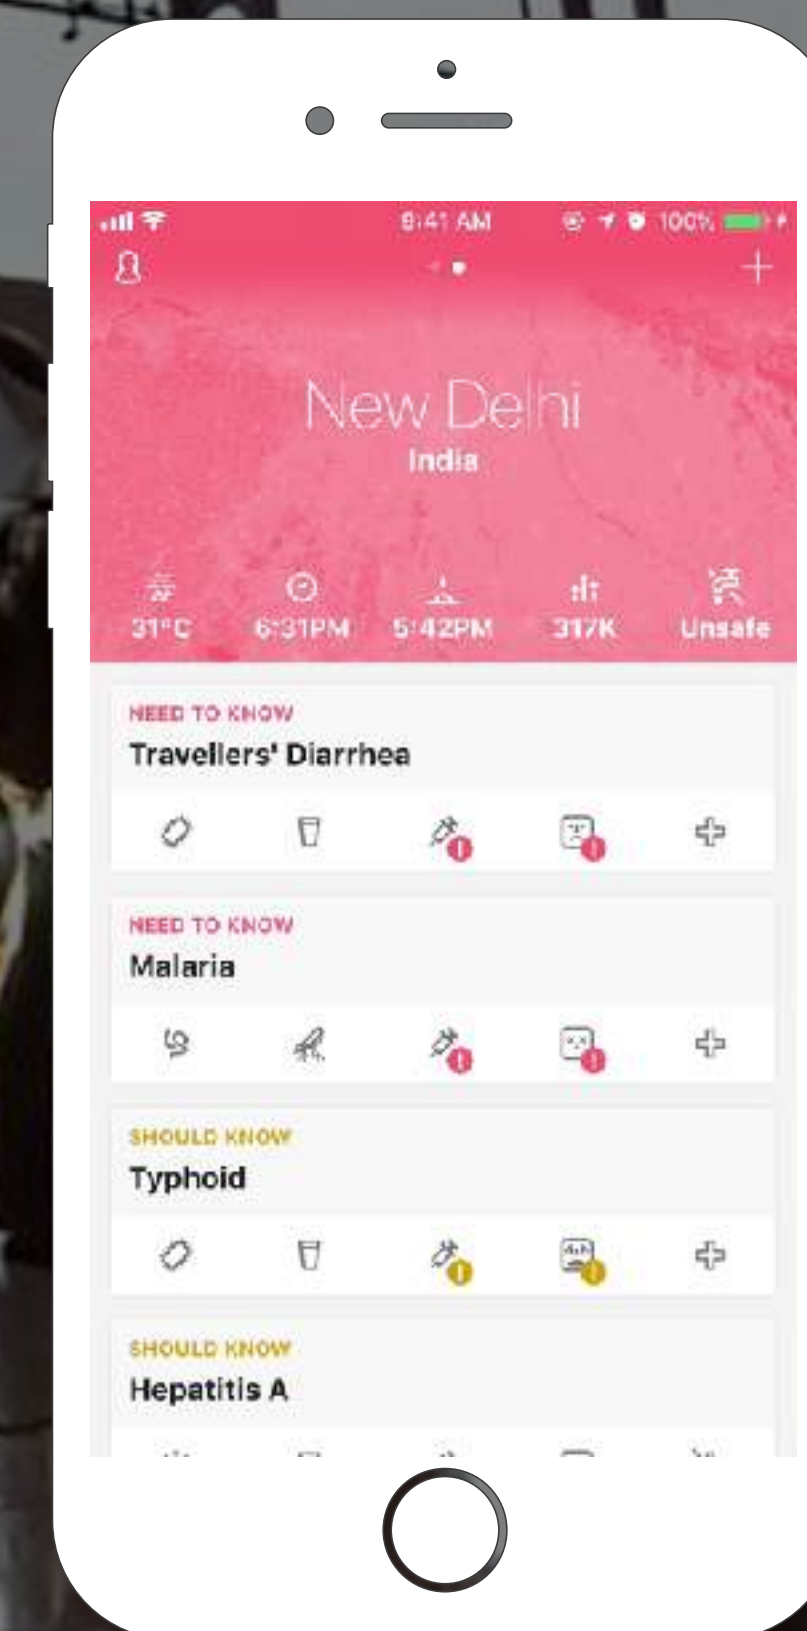 9:41 AM 100%
New Delhi
India
31°C 6:31PM 5:42PM 317K Unsafe
NEED TO KNOW
Travellers' Diarrhea
NEED TO KNOW
Malaria
SHOULD KNOW
Typhoid
SHOULD KNOW
Hepatitis A